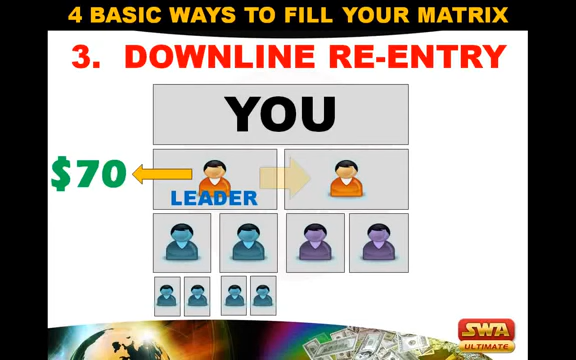 4 BASIC WAYS TO FILL YOUR MATRIX
3. DOWNLINE RE-ENTRY
YOU
$70
LEADER
SWA
ULTIMATE